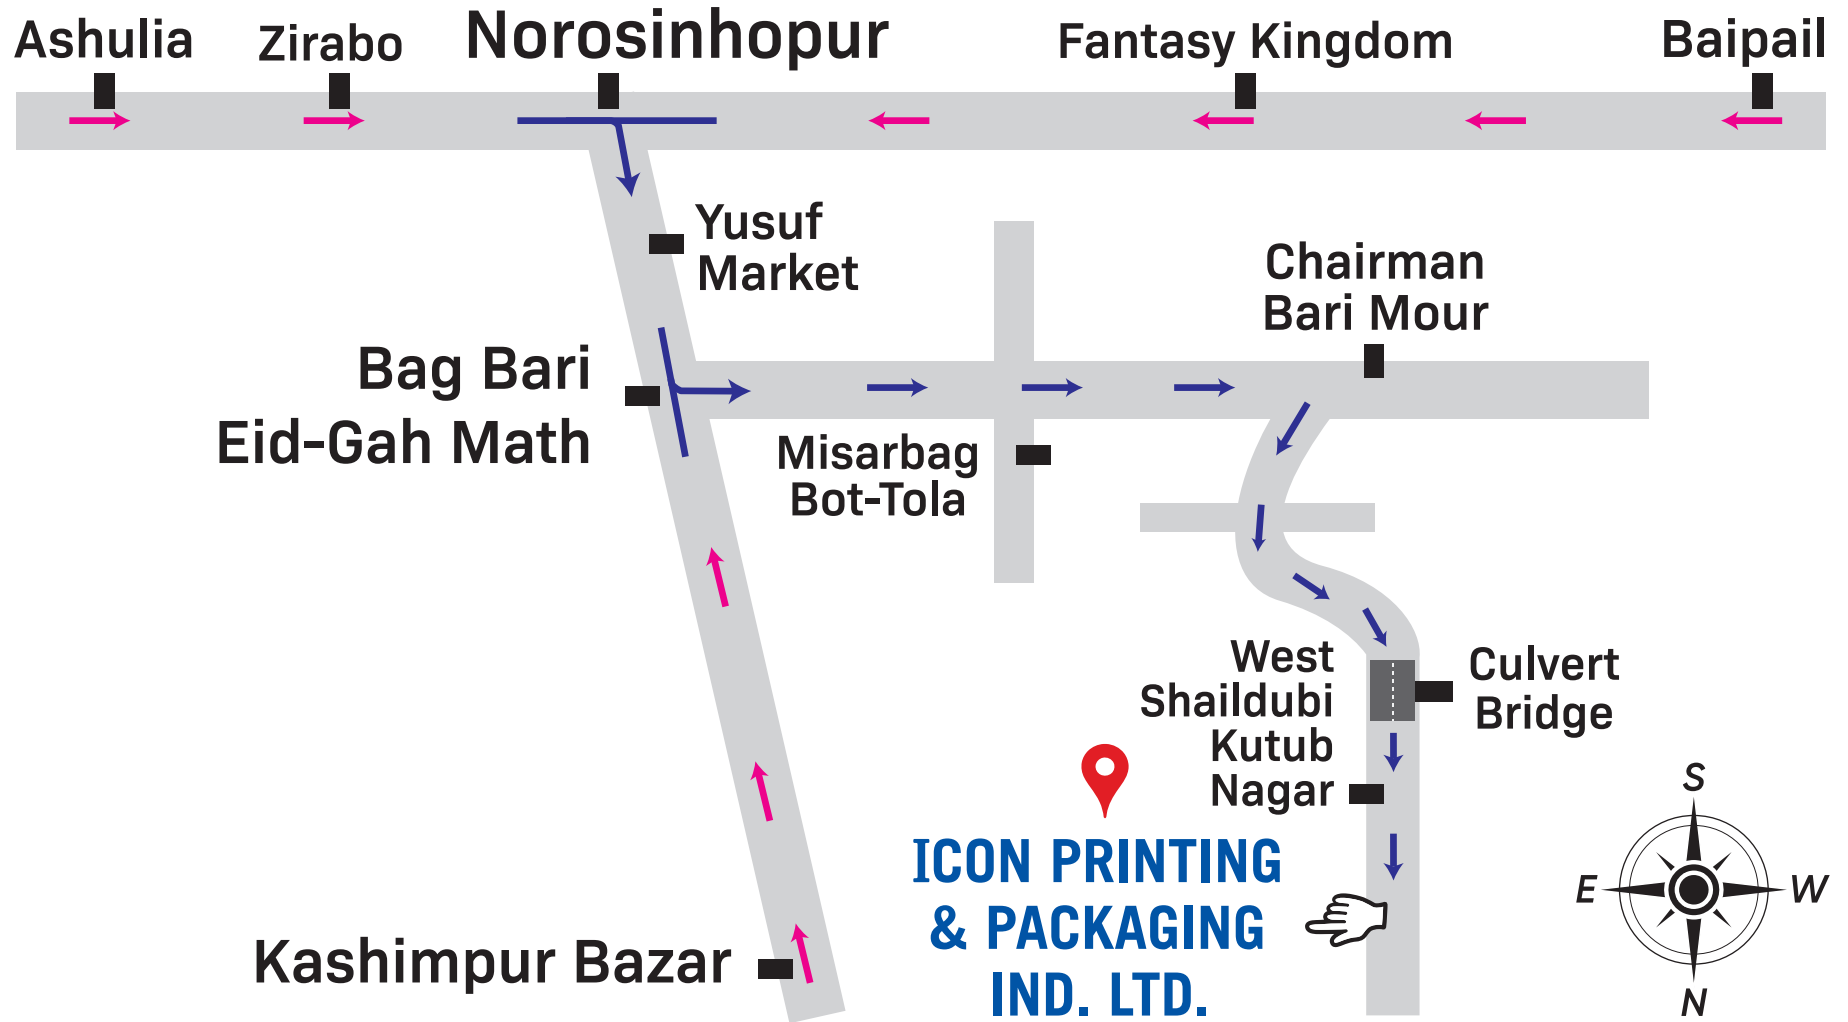 Ashulia
Zirabo
Norosinhopur
Fantasy Kingdom
Baipail
Yusuf
Market
Chairman
Bari Mour
Bag Bari
Eid-Gah Math
Misarbag
Bot-Tola
West
Shaildubi
Kutub
Nagar
Culvert
Bridge
ICON PRINTING
& PACKAGING
IND. LTD.
Kashimpur Bazar
S
E
W
N